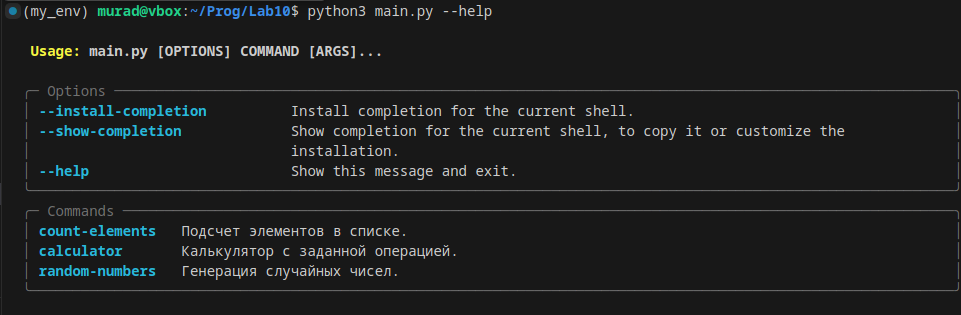 (my_env) murad@vbox:~/Prog/Lab10$ python3 main.py --help
Usage: main.py [OPTIONS] COMMAND [ARGS]...
Options
--install-completion Install completion for the current shell.
--show-completion Show completion for the current shell, to copy it or customize the
installation.
--help Show this message and exit.
Commands
count-elements Подсчет элементов в списке.
calculator Калькулятор с заданной операцией.
random-numbers Генерация случайных чисел.